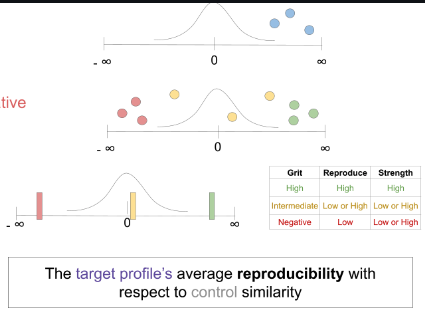 - ∞ 0 ∞
tive
- ∞ 0 ∞
- ∞ 0 ∞
Grit Reproduce Strength
High High High
Intermediate Low or High Low or High
Negative Low Low or High
The target profile's average reproducibility with
respect to control similarity